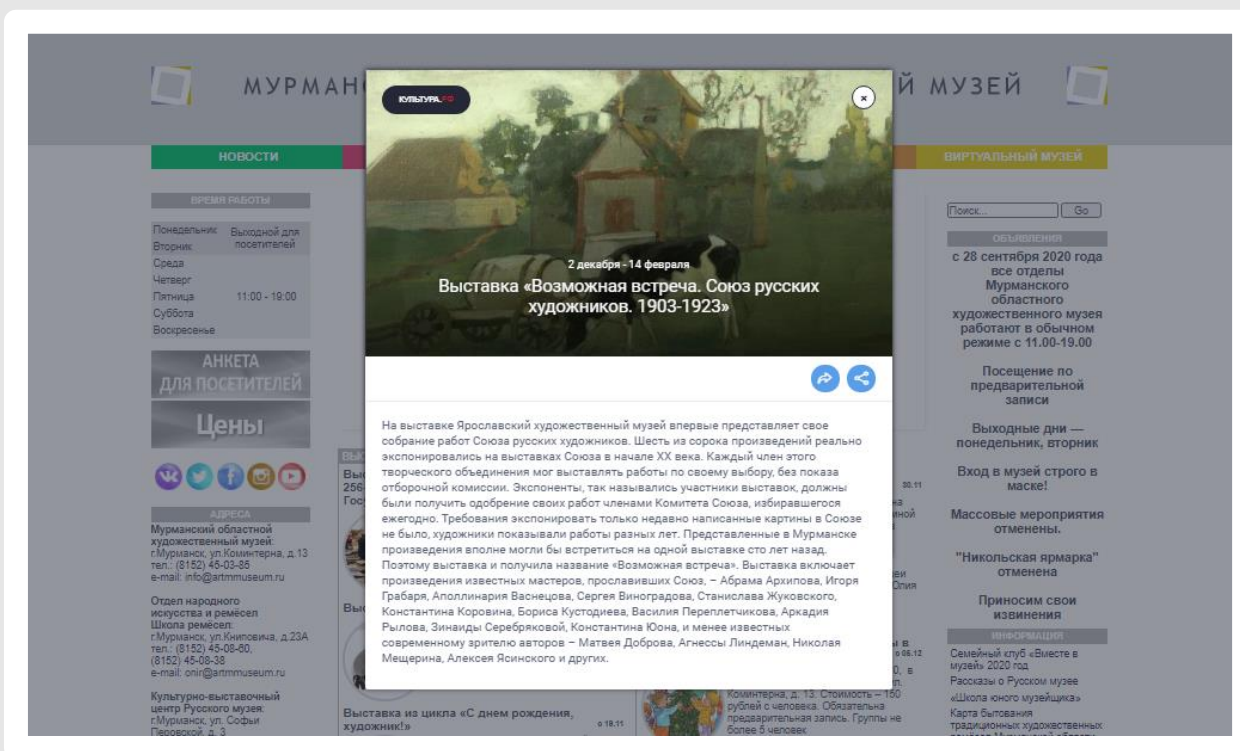 МУРМАН
Й МУЗЕЙ
КУЛЬТУРА.РФ
НОВОСТИ
ВИРТУАЛЬНЫЙ МУЗЕЙ
2 декабря - 14 февраля
Выставка «Возможная встреча. Союз русских
художников. 1903-1923»
На выставке Ярославский художественный музей впервые представляет свое
собрание работ Союза русских художников. Шесть из сорока произведений реально
экспонировались на выставках Союза в начале XX века. Каждый член этого
творческого объединения мог выставлять работы по своему выбору, без показа
отборочной комиссии. Экспоненты, так назывались участники выставок, должны
были получить одобрение своих работ членами Комитета Союза, избиравшегося
ежегодно. Требования экспонировать только недавно написанные картины в Союзе
не было, художники показывали работы разных лет. Представленные в Мурманске
произведения вполне могли бы встретиться на одной выставке сто лет назад.
Поэтому выставка и получила название «Возможная встреча». Выставка включает
произведения известных мастеров, прославивших Союз, – Абрама Архипова, Игоря
Грабаря, Аполлинария Васнецова, Сергея Виноградова, Станислава Жуковского,
Константина Коровина, Бориса Кустодиева, Василия Переплетчикова, Аркадия
Рылова, Зинаиды Серебряковой, Константина Юона, и менее известных
современному зрителю авторов – Матвея Доброва, Агнессы Линдеман, Николая
Мещерина, Алексея Ясинского и других.
ВРЕМЯ РАБОТЫ
Понедельник Выходной для
Вторник посетителей
Среда
Четверг
Пятница 11:00 - 19:00
Суббота
Воскресенье
АНКЕТА
ДЛЯ ПОСЕТИТЕЛЕЙ
Цены
АДРЕСА
Мурманский областной
художественный музей:
г.Мурманск, ул.Коминтерна, д.13
тел.: (8152) 45-03-85
e-mail: info@artmmuseum.ru
Отдел народного
искусства и ремёсел
Школа ремёсел:
г.Мурманск, ул.Книповича, д.23А
тел.: (8152) 45-08-60,
(8152) 45-08-38
e-mail: onir@artmmuseum.ru
Культурно-выставочный
центр Русского музея:
г.Мурманск, ул. Софьи
Перовской, д. 3
Выставка из цикла «С днем рождения,
художник!»
о 18.11
30.11
о 05.12
Коминтерна, д. 13. Стоимость – 150
рублей с человека. Обязательна
предварительная запись. Группы не
более 5 человек
Поиск... Go
ОБЪЯВЛЕНИЯ
с 28 сентября 2020 года
все отделы
Мурманского
областного
художественного музея
работают в обычном
режиме с 11.00-19.00
Посещение по
предварительной
записи
Выходные дни —
понедельник, вторник
Вход в музей строго в
маске!
Массовые мероприятия
отменены.
"Никольская ярмарка"
отменена
Приносим свои
извинения
ИНФОРМАЦИЯ
Семейный клуб «Вместе в
музей» 2020 год
Рассказы о Русском музее
«Школа юного музейщика»
Карта бытования
традиционных художественных